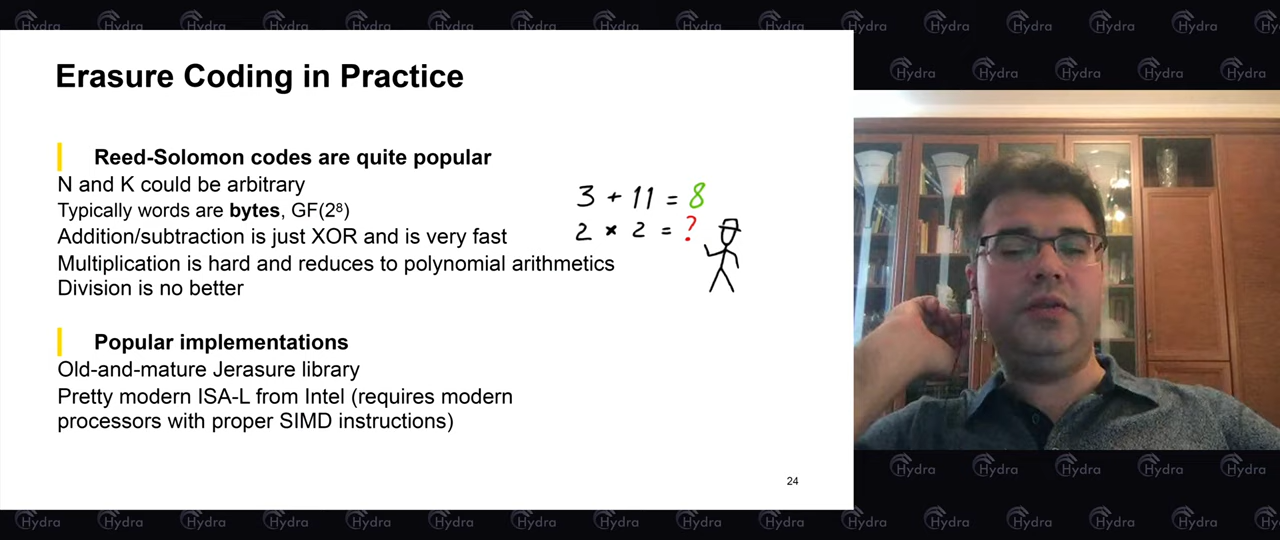 Erasure Coding in Practice
Reed-Solomon codes are quite popular
N and K could be arbitrary
Typically words are bytes, GF(2⁸)
Addition/subtraction is just XOR and is very fast
Multiplication is hard and reduces to polynomial arithmetics
Division is no better
3 + 11 = 8
2 × 2 = ?
Popular implementations
Old-and-mature Jerasure library
Pretty modern ISA-L from Intel (requires modern
processors with proper SIMD instructions)
24
Hydra